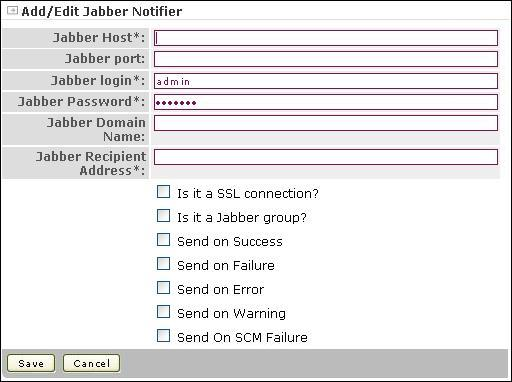 Add/Edit Jabber Notifier
Jabber Host*:
Jabber port:
Jabber login*: admin
Jabber Password*: •••••••
Jabber Domain
Name:
Jabber Recipient
Address*:
Is it a SSL connection?
Is it a Jabber group?
Send on Success
Send on Failure
Send on Error
Send on Warning
Send On SCM Failure
Save Cancel